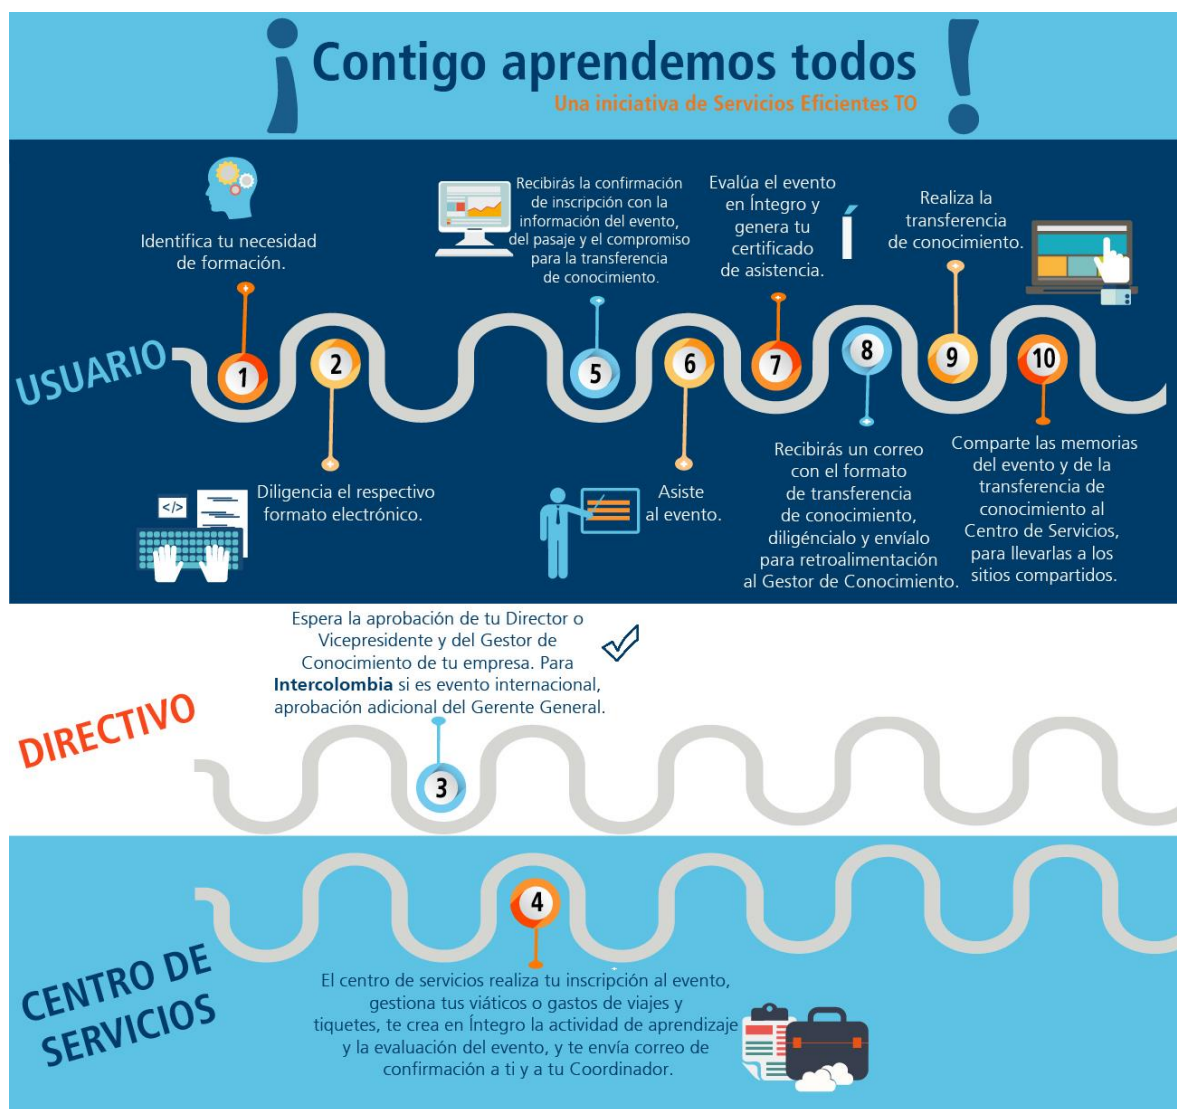 ¡Contigo aprendemos todos!
Una iniciativa de Servicios Eficientes TO
USUARIO
Identifica tu necesidad
de formación.
1
2
Diligencia el respectivo
formato electrónico.
</>
Recibirás la confirmación
de inscripción con la
información del evento,
del pasaje y el compromiso
para la transferencia
de conocimiento.
5
6
Asiste
al evento.
Evalúa el evento
en Íntegro y
genera tu
certificado
de asistencia.
Í
7
8
Recibirás un correo
con el formato
de transferencia
de conocimiento,
diligéncialo y envíalo
para retroalimentación
al Gestor de Conocimiento.
Realiza la
transferencia
de conocimiento.
9
10
Comparte las memorias
del evento y de la
transferencia de
conocimiento al
Centro de Servicios,
para llevarlas a los
sitios compartidos.
DIRECTIVO
Espera la aprobación de tu Director o
Vicepresidente y del Gestor de
Conocimiento de tu empresa. Para
Intercolombia si es evento internacional,
aprobación adicional del Gerente General.
3
CENTRO DE
SERVICIOS
4
El centro de servicios realiza tu inscripción al evento,
gestiona tus viáticos o gastos de viajes y
tiquetes, te crea en Íntegro la actividad de aprendizaje
y la evaluación del evento, y te envía correo de
confirmación a ti y a tu Coordinador.